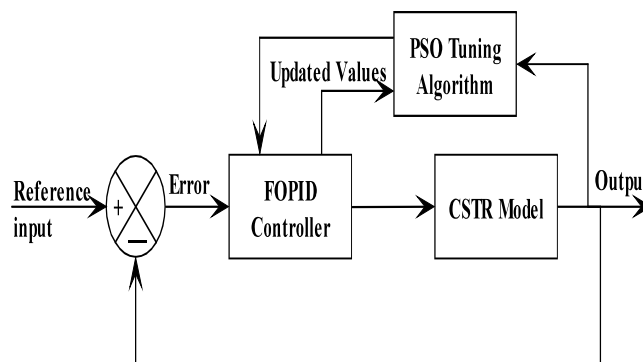 PSO Tuning
Algorithm
Updated Values
Reference
input
+
Error
FOPID
Controller
CSTR Model
Output